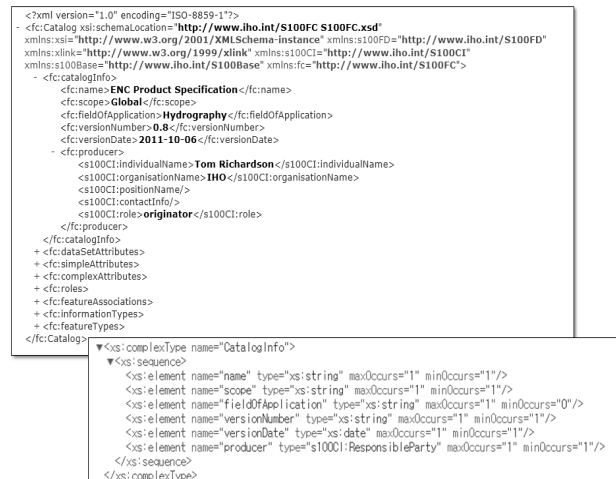 <?xml version="1.0" encoding="ISO-8859-1"?>
- <fc:Catalog xsi:schemaLocation="http://www.iho.int/S100FC S100FC.xsd"
xmlns:xsi="http://www.w3.org/2001/XMLSchema-instance" xmlns:s100FD="http://www.iho.int/S100FD"
xmlns:xlink="http://www.w3.org/1999/xlink" xmlns:s100CI="http://www.iho.int/S100CI"
xmlns:s100Base="http://www.iho.int/S100Base" xmlns:fc="http://www.iho.int/S100FC">
- <fc:catalogInfo>
<fc:name>ENC Product Specification</fc:name>
<fc:scope>Global</fc:scope>
<fc:fieldOfApplication>Hydrography</fc:fieldOfApplication>
<fc:versionNumber>0.8</fc:versionNumber>
<fc:versionDate>2011-10-06</fc:versionDate>
- <fc:producer>
<s100CI:individualName>Tom Richardson</s100CI:individualName>
<s100CI:organisationName>IHO</s100CI:organisationName>
<s100CI:positionName/>
<s100CI:contactInfo/>
<s100CI:role>originator</s100CI:role>
</fc:producer>
</fc:catalogInfo>
+ <fc:dataSetAttributes>
+ <fc:simpleAttributes>
+ <fc:complexAttributes>
+ <fc:roles>
+ <fc:featureAssociations>
+ <fc:informationTypes>
+ <fc:featureTypes>
</fc:Catalog>
▼<xs:complexType name="CatalogInfo">
▼<xs:sequence>
<xs:element name="name" type="xs:string" maxOccurs="1" minOccurs="1"/>
<xs:element name="scope" type="xs:string" maxOccurs="1" minOccurs="1"/>
<xs:element name="fieldOfApplication" type="xs:string" maxOccurs="1" minOccurs="0"/>
<xs:element name="versionNumber" type="xs:string" maxOccurs="1" minOccurs="1"/>
<xs:element name="versionDate" type="xs:date" maxOccurs="1" minOccurs="1"/>
<xs:element name="producer" type="s100CI:ResponsibleParty" maxOccurs="1" minOccurs="1"/>
</xs:sequence>
</xs:complexType>